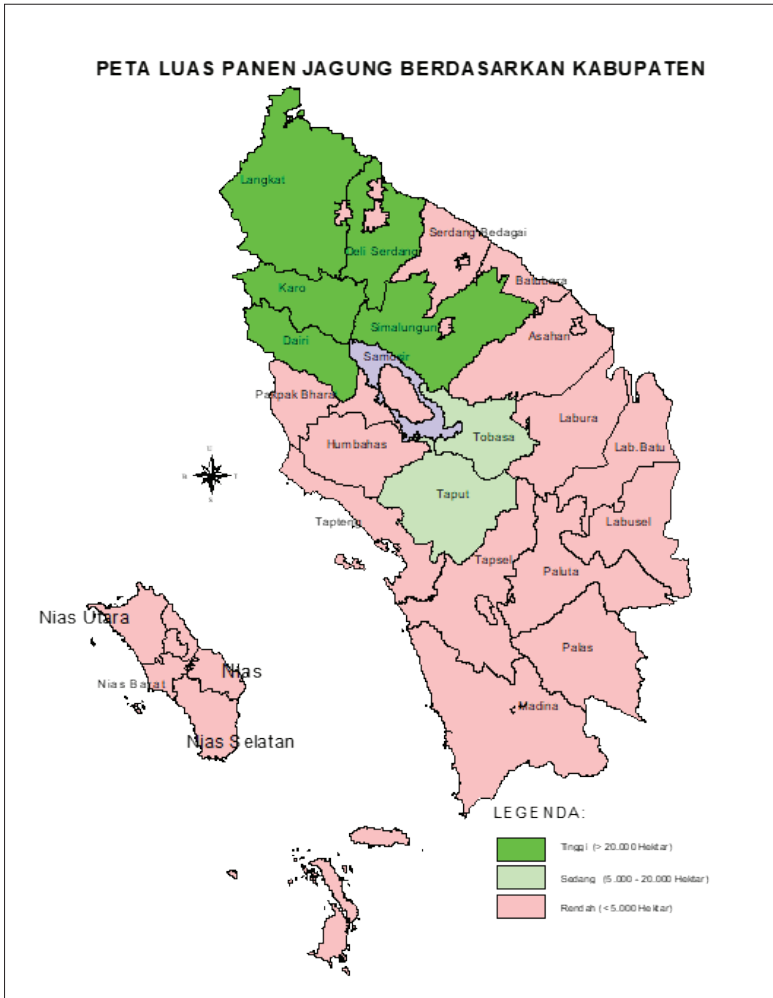 PETA LUAS PANEN JAGUNG BERDASARKAN KABUPATEN
Langkat
Deli Serdang
Serdang Bedagai
Karo
Batubara
Simalungun
Asahan
Dairi
Samosir
Pakpak Bharat
Labura
Humbahas
Tobasa
Lab.Batu
U
B
T
S
Taput
Tapteng
Labusel
Tapsel
Paluta
Nias Utara
Palas
Nias
Nias Barat
Madina
Nias Selatan
LEGENDA:
Tinggi (> 20.000 Hektar)
Sedang (5.000 - 20.000 Hektar)
Rendah (< 5.000 Hektar)